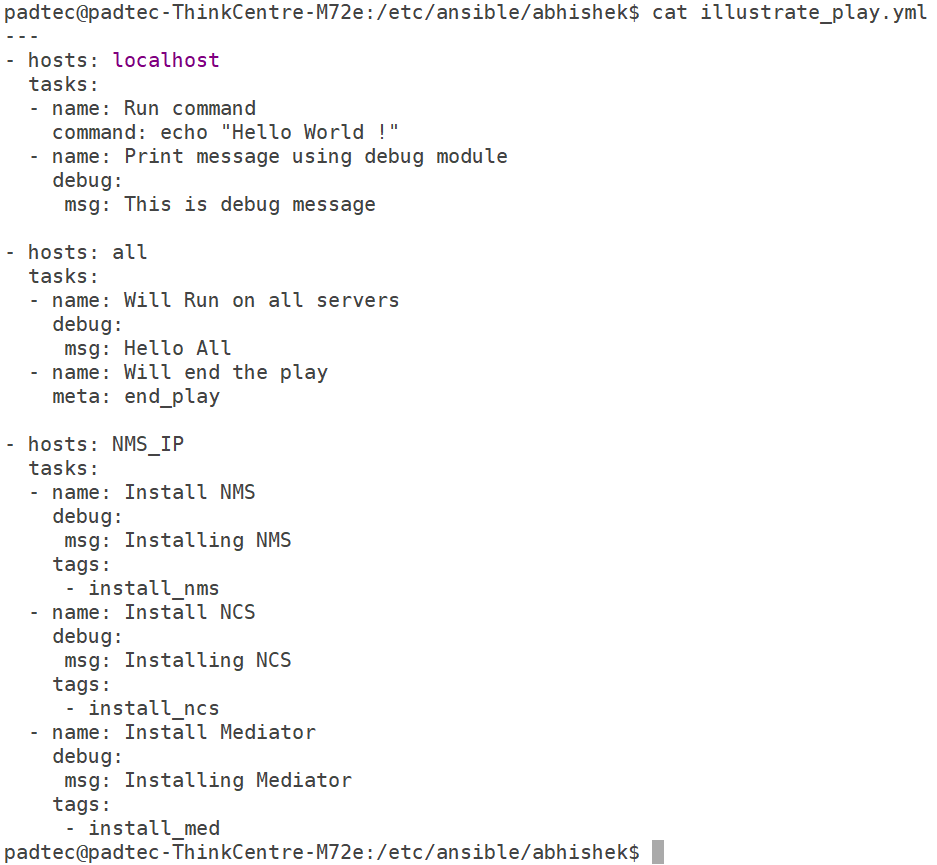 padtec@padtec-ThinkCentre-M72e:/etc/ansible/abhishek$ cat illustrate_play.yml
---
- hosts: localhost
  tasks:
  - name: Run command
    command: echo "Hello World !"
  - name: Print message using debug module
    debug:
     msg: This is debug message

- hosts: all
  tasks:
  - name: Will Run on all servers
    debug:
     msg: Hello All
  - name: Will end the play
    meta: end_play

- hosts: NMS_IP
  tasks:
  - name: Install NMS
    debug:
     msg: Installing NMS
    tags:
     - install_nms
  - name: Install NCS
    debug:
     msg: Installing NCS
    tags:
     - install_ncs
  - name: Install Mediator
    debug:
     msg: Installing Mediator
    tags:
     - install_med
padtec@padtec-ThinkCentre-M72e:/etc/ansible/abhishek$